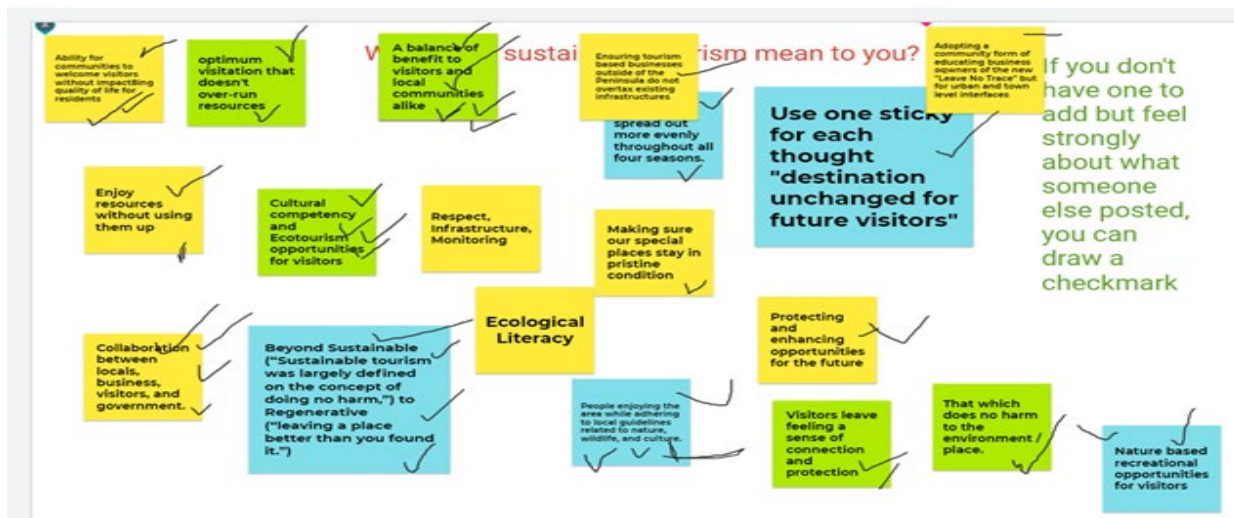 W
sustai
rism mean to you?
Ability for
communities to
welcome visitors
without impact8ing
quality of life for
residents
optimum
visitation that
doesn't
over-run
resources
A balance of
benefit to
visitors and
local
communities
alike
Ensuring tourism
based businesses
outside of the
Peninsula do not
overtax existing
infrastructures
spread out
more evenly
throughout all
four seasons.
Use one sticky
for each
thought
"destination
unchanged for
future visitors"
Adopting a
community form of
educating business
oqwners of the new
"Leave No Trace" but
for urban and town
level interfaces
If you don't
have one to
add but feel
strongly
about what
someone
else posted,
you can
draw a
checkmark
Enjoy
resources
without using
them up
Cultural
competency
and
Ecotourism
opportunities
for visitors
Respect,
Infrastructure,
Monitoring
Making sure
our special
places stay in
pristine
condition
Ecological
Literacy
Collaboration
between
locals,
business,
visitors, and
government.
Beyond Sustainable
("Sustainable tourism
was largely defined
on the concept of
doing no harm,") to
Regenerative
("leaving a place
better than you found
it.")
Protecting
and
enhancing
opportunities
for the future
People enjoying the
area while adhering
to local guidelines
related to nature,
wildlife, and culture.
Visitors leave
feeling a
sense of
connection
and
protection
That which
does no harm
to the
environment /
place.
Nature based
recreational
opportunities
for visitors